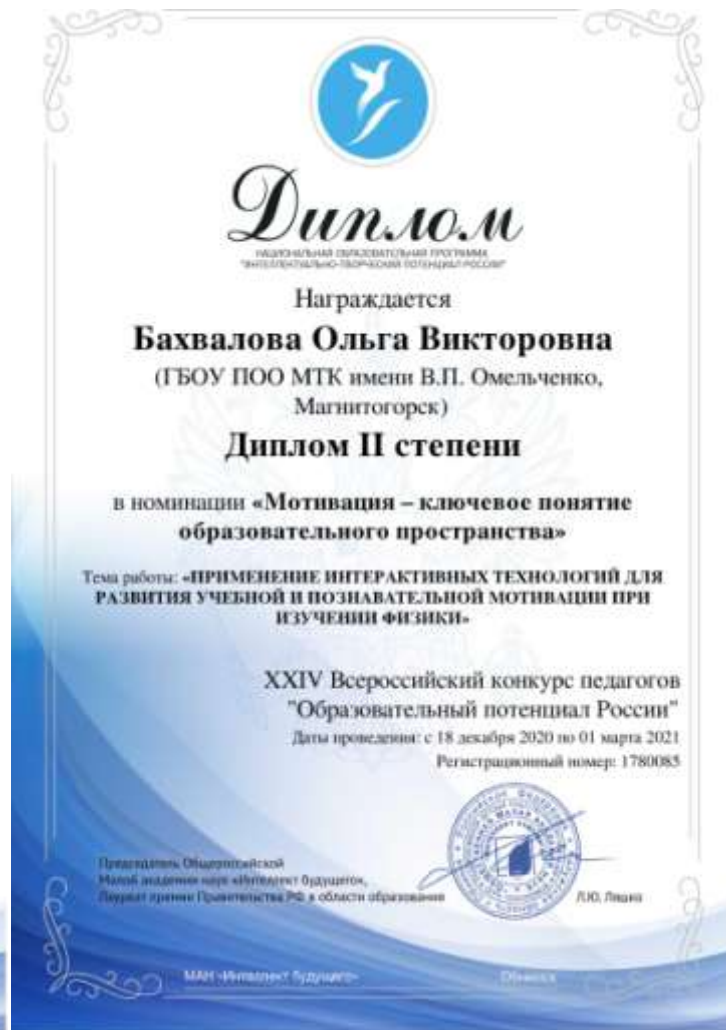 Диплом
НАЦИОНАЛЬНАЯ ОБРАЗОВАТЕЛЬНАЯ ПРОГРАММА
"ИНТЕЛЛЕКТУАЛЬНО-ТВОРЧЕСКИЙ ПОТЕНЦИАЛ РОССИИ"
Награждается
Бахвалова Ольга Викторовна
(ГБОУ ПОО МТК имени В.П. Омельченко,
Магнитогорск)
Диплом II степени
в номинации «Мотивация – ключевое понятие
образовательного пространства»
Тема работы: «ПРИМЕНЕНИЕ ИНТЕРАКТИВНЫХ ТЕХНОЛОГИЙ ДЛЯ
РАЗВИТИЯ УЧЕБНОЙ И ПОЗНАВАТЕЛЬНОЙ МОТИВАЦИИ ПРИ
ИЗУЧЕНИИ ФИЗИКИ»
XXIV Всероссийский конкурс педагогов
"Образовательный потенциал России"
Даты проведения: с 18 декабря 2020 по 01 марта 2021
Регистрационный номер: 1780085
Председатель Общероссийской
Малой академии наук «Интеллект будущего»,
Лауреат премии Правительства РФ в области образования
Л.Ю. Ляшко
МАН «Интеллект будущего»
Обнинск